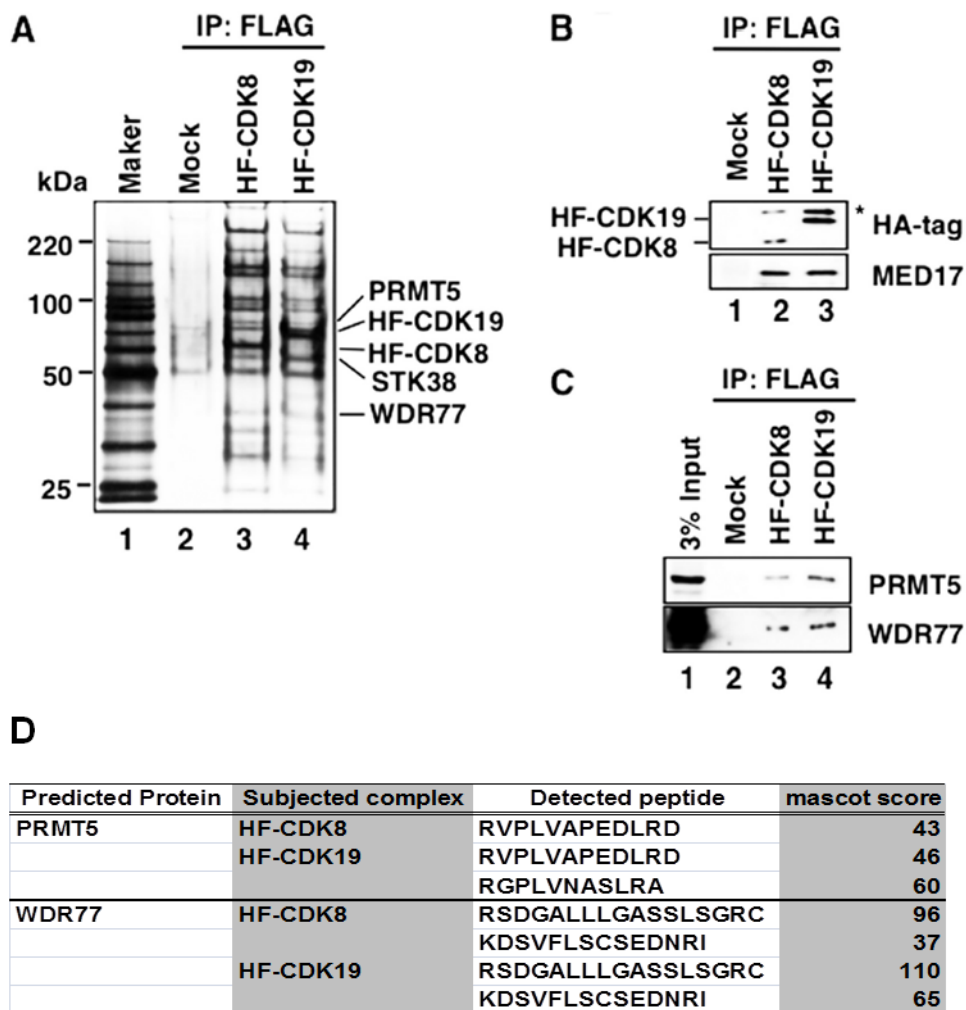 A
IP: FLAG
kDa
Maker
Mock
HF-CDK8
HF-CDK19
220
100
50
25
PRMT5
HF-CDK19
HF-CDK8
STK38
WDR77
1 2 3 4
B
IP: FLAG
Mock
HF-CDK8
HF-CDK19
HF-CDK19
HF-CDK8
* HA-tag
MED17
1 2 3
C
IP: FLAG
3% Input
Mock
HF-CDK8
HF-CDK19
PRMT5
WDR77
1 2 3 4
D
Predicted Protein Subjected complex Detected peptide mascot score
PRMT5 HF-CDK8 RVPLVAPEDLRD 43
HF-CDK19 RVPLVAPEDLRD 46
RGPLVNASLRA 60
WDR77 HF-CDK8 RSDGALLLGASSLSGRC 96
KDSVFLSCSEDNRI 37
HF-CDK19 RSDGALLLGASSLSGRC 110
KDSVFLSCSEDNRI 65